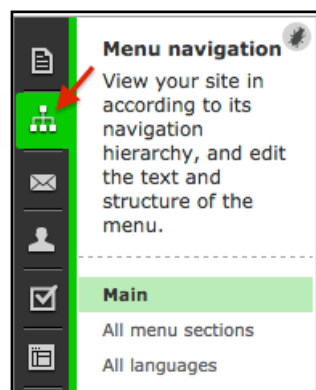 Menu navigation
View your site in
according to its
navigation
hierarchy, and edit
the text and
structure of the
menu.
Main
All menu sections
All languages